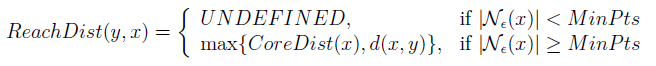 ReachDist(y, x) = { UNDEFINED, if |𝒩ϵ(x)| < MinPts
max{CoreDist(x), d(x, y)}, if |𝒩ϵ(x)| ≥ MinPts